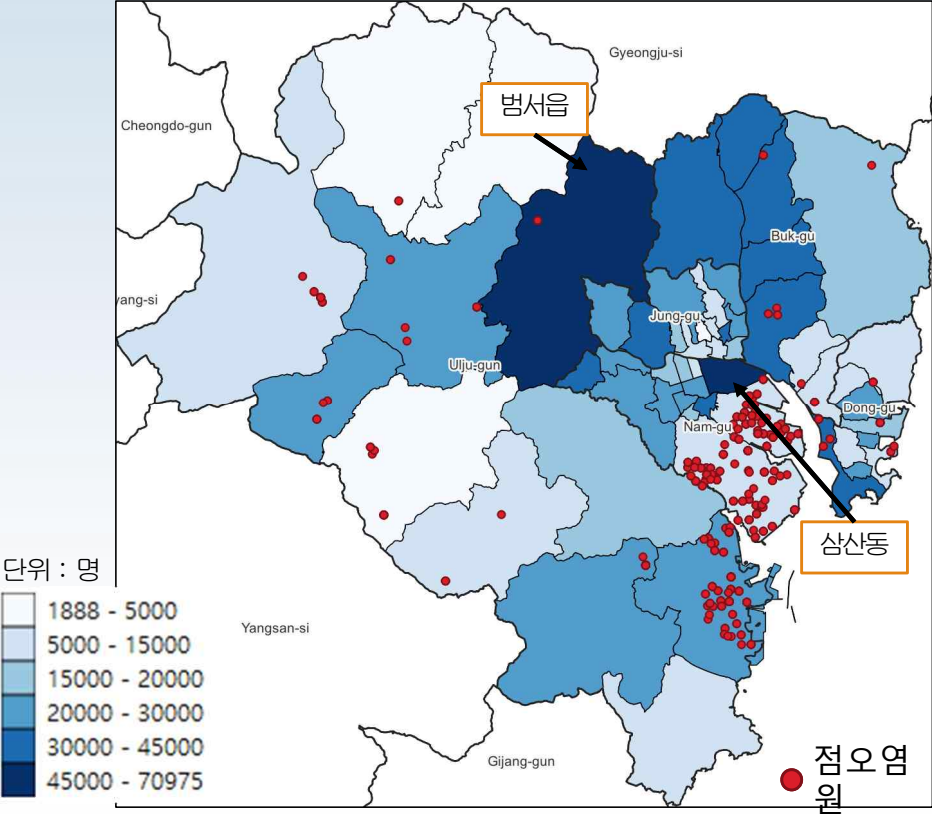 Gyeongju-si
범서읍
Cheongdo-gun
Buk-gu
yang-si
Jung-gu
Ulju-gun
Dong-gu
Nam-gu
삼산동
단위 : 명
1888 - 5000
5000 - 15000
15000 - 20000
20000 - 30000
30000 - 45000
45000 - 70975
Yangsan-si
Gijang-gun
점오염
원